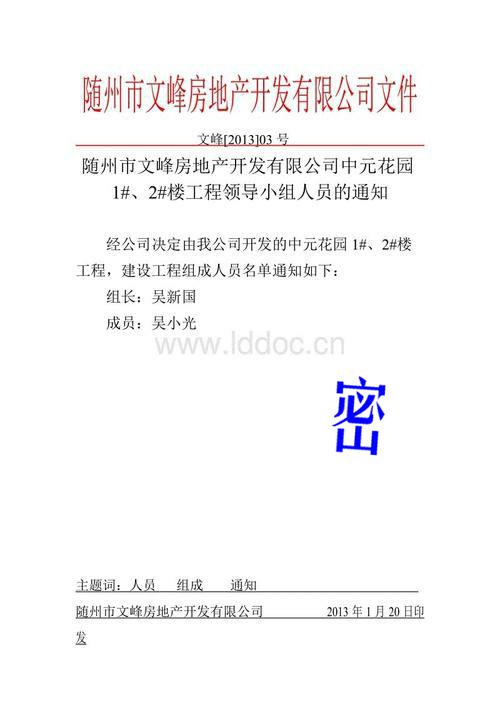 随州市文峰房地产开发有限公司文件
文峰[2013]03 号
随州市文峰房地产开发有限公司中元花园
1#、2#楼工程领导小组人员的通知
经公司决定由我公司开发的中元花园 1#、2#楼
工程，建设工程组成人员名单通知如下：
组长：吴新国
成员：吴小光
www.lddoc.cn
密
主题词：人员 组成 通知
随州市文峰房地产开发有限公司 2013 年 1 月 20 日印
发